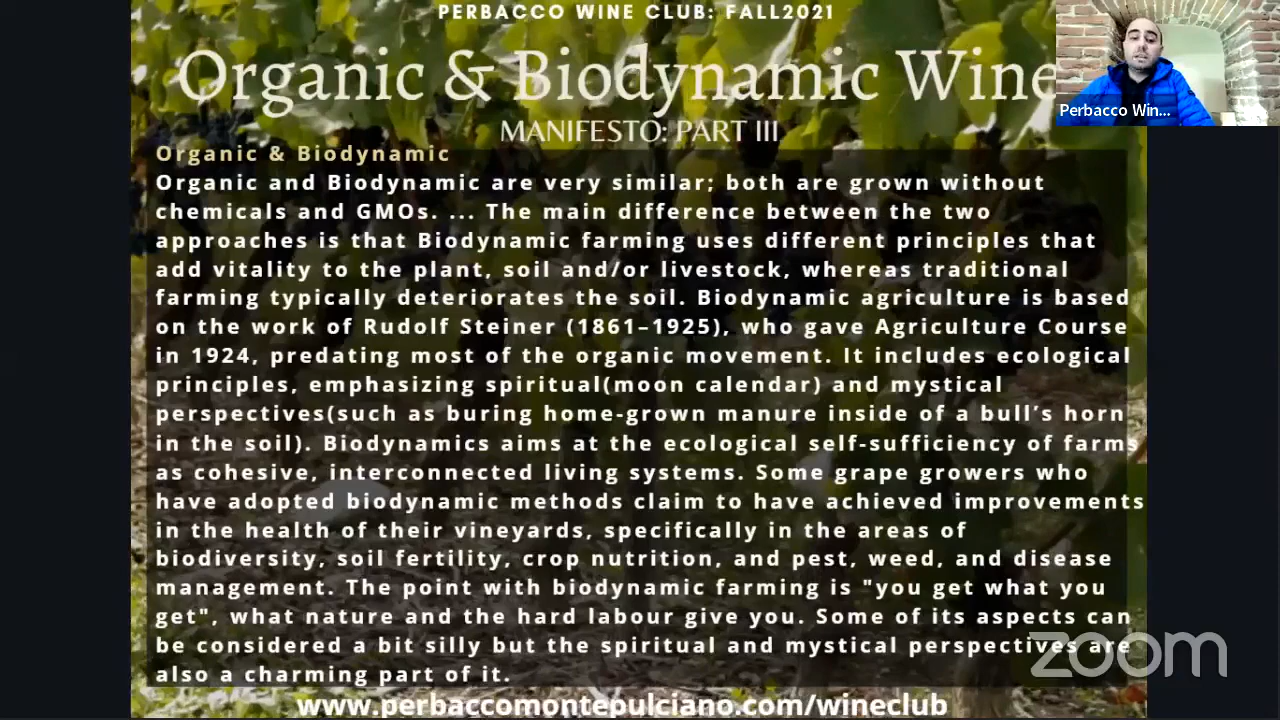 PERBACCO WINE CLUB: FALL2021
Organic & Biodynamic Wine
MANIFESTO: PART III
Perbacco Win...
Organic & Biodynamic
Organic and Biodynamic are very similar; both are grown without
chemicals and GMOs. ... The main difference between the two
approaches is that Biodynamic farming uses different principles that
add vitality to the plant, soil and/or livestock, whereas traditional
farming typically deteriorates the soil. Biodynamic agriculture is based
on the work of Rudolf Steiner (1861–1925), who gave Agriculture Course
in 1924, predating most of the organic movement. It includes ecological
principles, emphasizing spiritual(moon calendar) and mystical
perspectives(such as buring home-grown manure inside of a bull's horn
in the soil). Biodynamics aims at the ecological self-sufficiency of farms
as cohesive, interconnected living systems. Some grape growers who
have adopted biodynamic methods claim to have achieved improvements
in the health of their vineyards, specifically in the areas of
biodiversity, soil fertility, crop nutrition, and pest, weed, and disease
management. The point with biodynamic farming is "you get what you
get", what nature and the hard labour give you. Some of its aspects can
be considered a bit silly but the spiritual and mystical perspectives are
also a charming part of it.
zoom
www.perbaccomontepulciano.com/wineclub